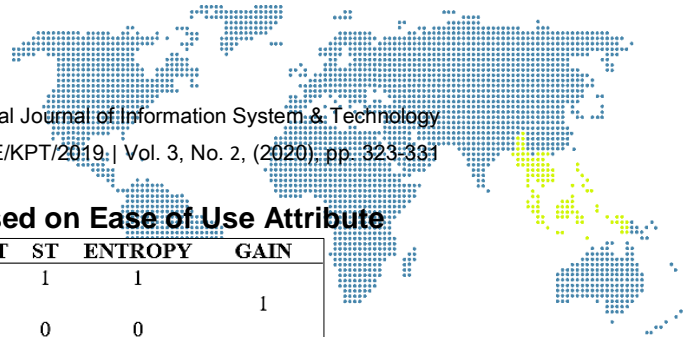 al Journal of Information System & Technology
E/KPT/2019 | Vol. 3, No. 2, (2020), pp. 323-331
sed on Ease of Use Attribute
T ST ENTROPY GAIN
1 1
1
0 0